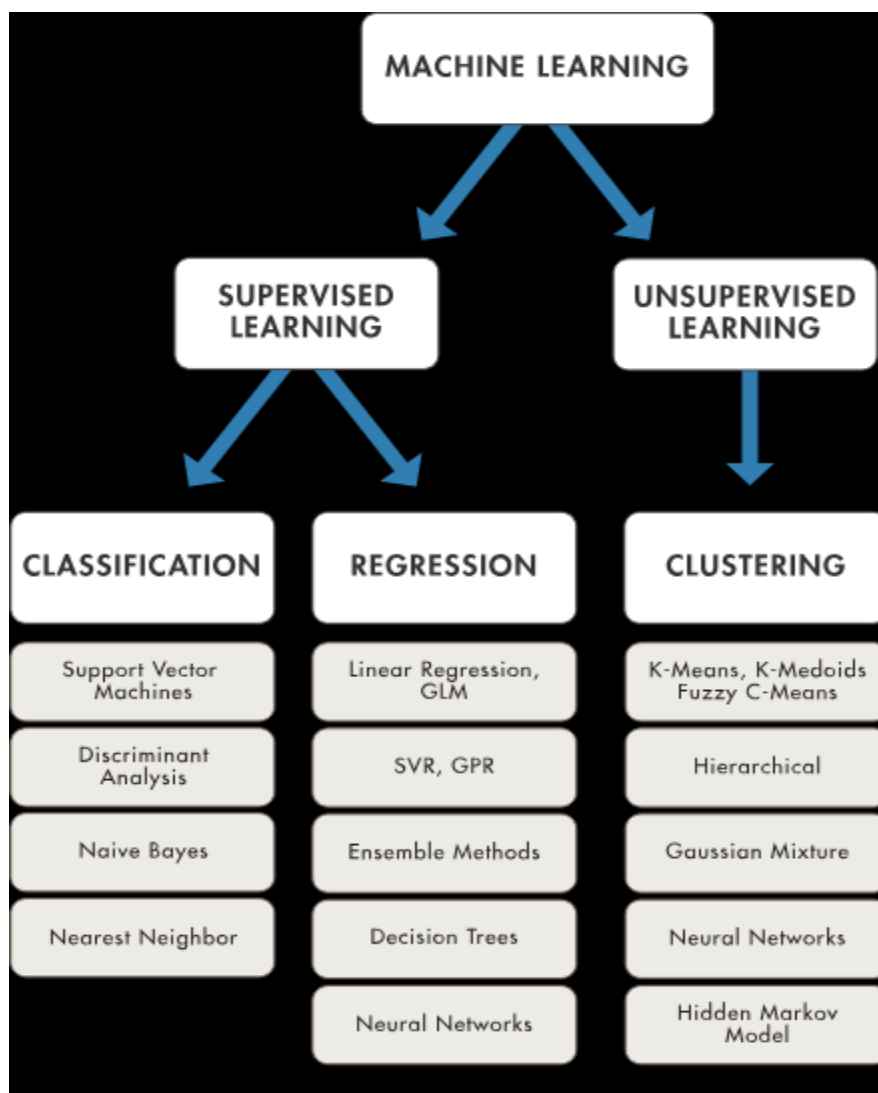 MACHINE LEARNING
SUPERVISED
LEARNING
UNSUPERVISED
LEARNING
CLASSIFICATION
Support Vector
Machines
Discriminant
Analysis
Naive Bayes
Nearest Neighbor
REGRESSION
Linear Regression,
GLM
SVR, GPR
Ensemble Methods
Decision Trees
Neural Networks
CLUSTERING
K-Means, K-Medoids
Fuzzy C-Means
Hierarchical
Gaussian Mixture
Neural Networks
Hidden Markov
Model